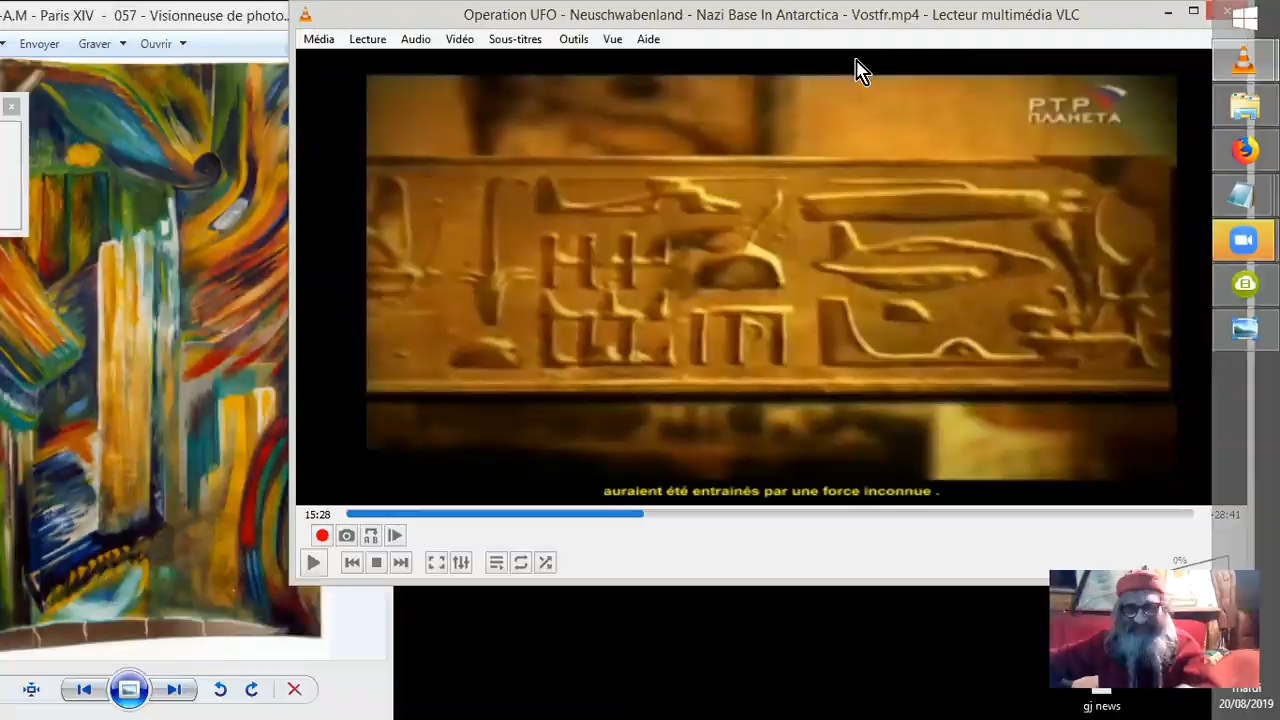 A.M - Paris XIV - 057 - Visionneuse de photo...
Envoyer Graver Ouvrir
Operation UFO - Neuschwabenland - Nazi Base In Antarctica - Vostfr.mp4 - Lecteur multimédia VLC
Média Lecture Audio Vidéo Sous-titres Outils Vue Aide
РТР
ПЛАНЕТА
auraient été entrainés par une force inconnue .
15:28
-28:41
0%
gj news
mardi
20/08/2019